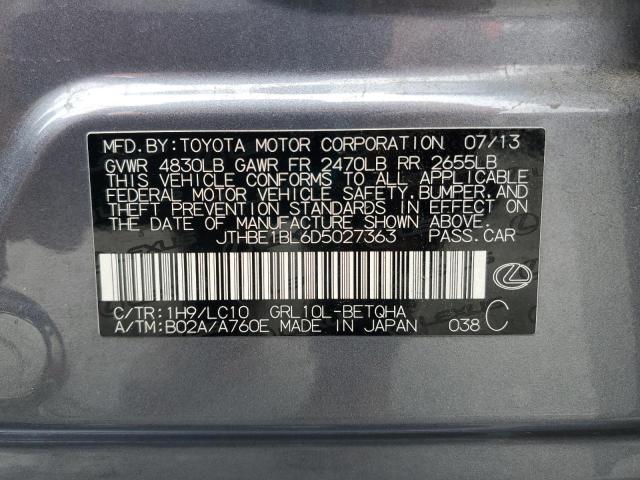 MFD.BY:TOYOTA MOTOR CORPORATION 07/13
GVWR 4830LB GAWR FR 2470LB RR 2655LB
THIS VEHICLE CONFORMS TO ALL APPLICABLE
FEDERAL MOTOR VEHICLE SAFETY, BUMPER, AND
THEFT PREVENTION STANDARDS IN EFFECT ON
THE DATE OF MANUFACTURE SHOWN ABOVE.
JTHBE1BL6D5027363 PASS.CAR
C/TR:1H9/LC10 GRL10L-BETQHA
A/TM:B02A/A760E MADE IN JAPAN 038 C